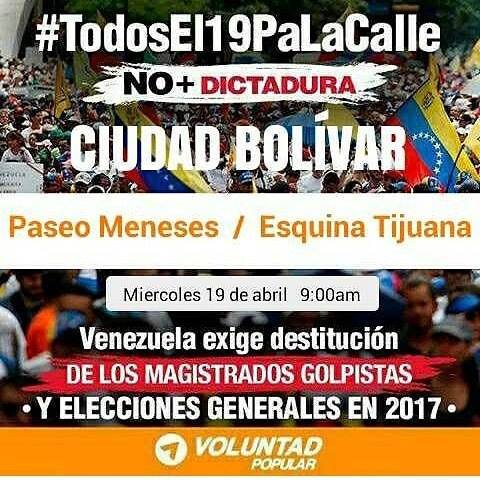 #TodosEl19PaLaCalle
NO+ DICTADURA
CIUDAD BOLÍVAR
Paseo Meneses / Esquina Tijuana
Miercoles 19 de abril 9:00am
Venezuela exige destitución
DE LOS MAGISTRADOS GOLPISTAS
• Y ELECCIONES GENERALES EN 2017 •
VOLUNTAD
POPULAR